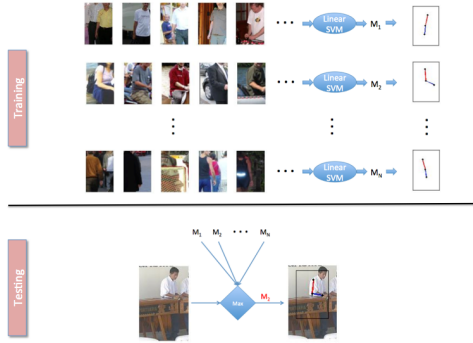 Training
Linear
SVM
M1
Linear
SVM
M2
Linear
SVM
MN
Testing
M1 M2 MN
Max
M2